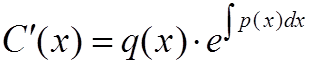 C′(x) = q(x) · e^{∫ p(x)dx}